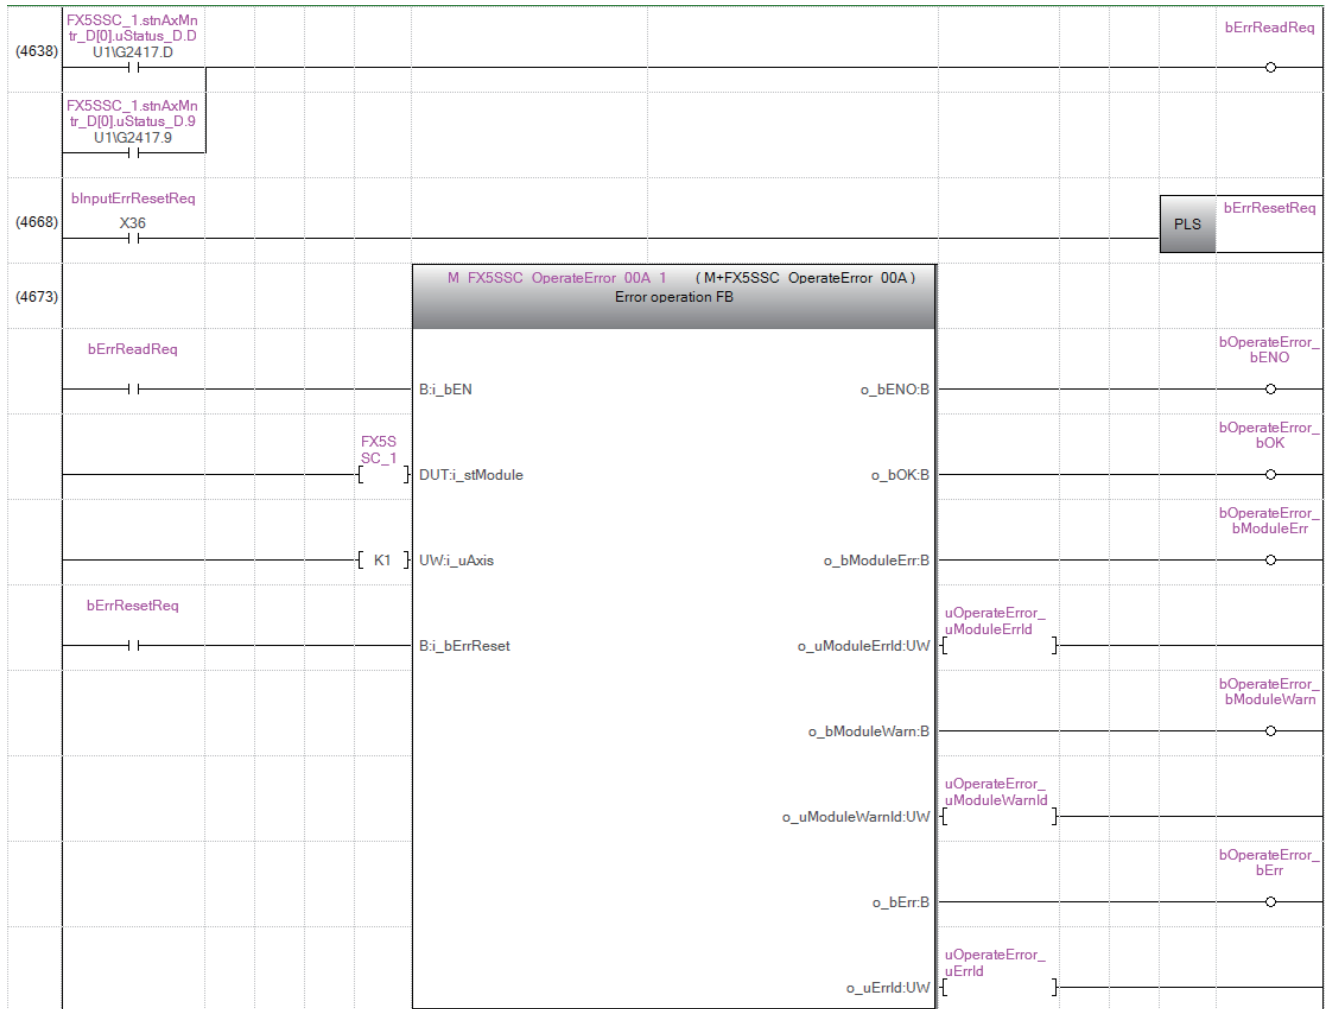 FX5SSC_1.stnAxMn
tr_D[0].uStatus_D.D
bErrReadReq
(4638)
U1\G2417.D
FX5SSC_1.stnAxMn
tr_D[0].uStatus_D.9
U1\G2417.9
bInputErrResetReq
bErrResetReq
(4668)
X36
PLS
M_FX5SSC_OperateError_00A_1 (M+FX5SSC_OperateError_00A)
(4673)
Error operation FB
bErrReadReq
bOperateError_
bENO
B:i_bEN
o_bENO:B
FX5S
SC_1
bOperateError_
bOK
DUT:i_stModule
o_bOK:B
bOperateError_
bModuleErr
K1
UW:i_uAxis
o_bModuleErr:B
bErrResetReq
uOperateError_
uModuleErrId
B:i_bErrReset
o_uModuleErrId:UW
bOperateError_
bModuleWarn
o_bModuleWarn:B
uOperateError_
uModuleWarnId
o_uModuleWarnId:UW
bOperateError_
bErr
o_bErr:B
uOperateError_
uErrId
o_uErrId:UW